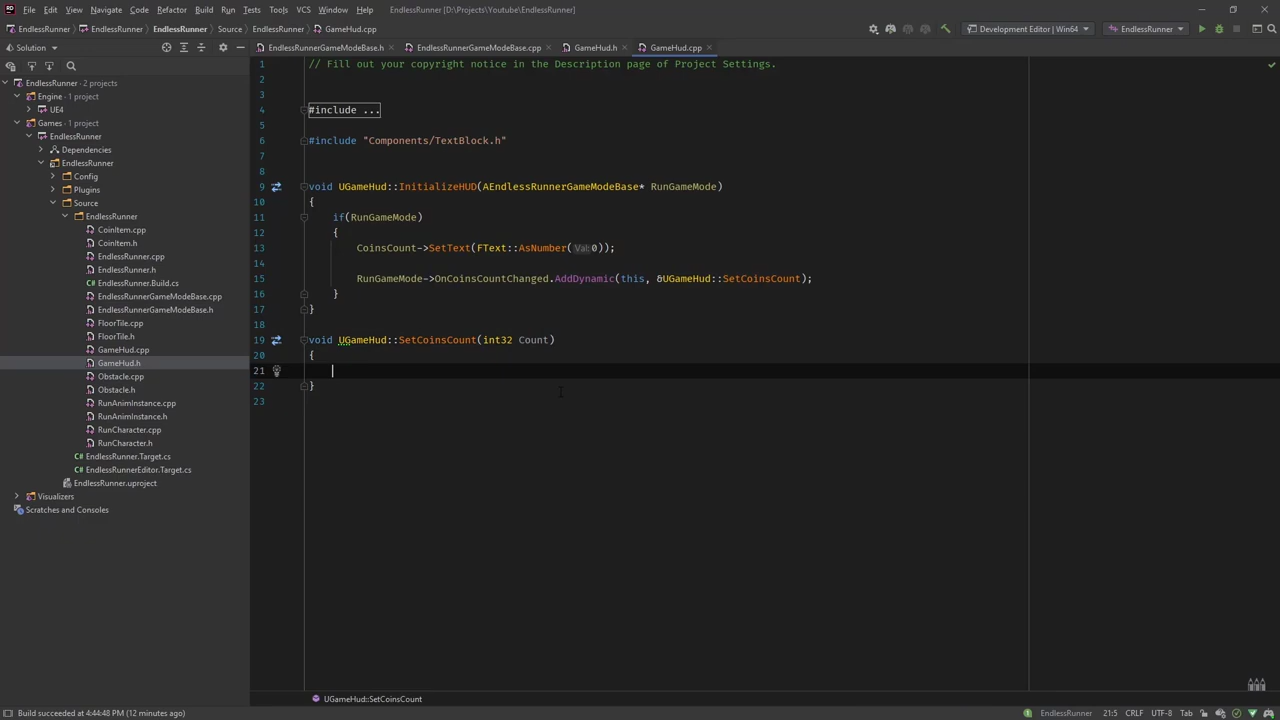 File Edit View Navigate Code Refactor Build Run Tests Tools VCS Window Help EndlessRunner [D:\Projects\Youtube\EndlessRunner]
EndlessRunner EndlessRunner EndlessRunner Source EndlessRunner GameHud.cpp Development Editor | Win64 EndlessRunner
Solution EndlessRunnerGameModeBase.h EndlessRunnerGameModeBase.cpp GameHud.h GameHud.cpp
EndlessRunner · 2 projects
Engine · 1 project
UE4
Games · 1 project
EndlessRunner
Dependencies
EndlessRunner
Config
Plugins
Source
EndlessRunner
CoinItem.cpp
CoinItem.h
EndlessRunner.cpp
EndlessRunner.h
EndlessRunner.Build.cs
EndlessRunnerGameModeBase.cpp
EndlessRunnerGameModeBase.h
FloorTile.cpp
FloorTile.h
GameHud.cpp
GameHud.h
Obstacle.cpp
Obstacle.h
RunAnimInstance.cpp
RunAnimInstance.h
RunCharacter.cpp
RunCharacter.h
EndlessRunner.Target.cs
EndlessRunnerEditor.Target.cs
EndlessRunner.uproject
Visualizers
Scratches and Consoles
1 // Fill out your copyright notice in the Description page of Project Settings.
2
3
4 #include ...
5
6 #include "Components/TextBlock.h"
7
8
9 void UGameHud::InitializeHUD(AEndlessRunnerGameModeBase* RunGameMode)
10 {
11 if(RunGameMode)
12 {
13 CoinsCount->SetText(FText::AsNumber(Val:0));
14
15 RunGameMode->OnCoinsCountChanged.AddDynamic(this, &UGameHud::SetCoinsCount);
16 }
17 }
18
19 void UGameHud::SetCoinsCount(int32 Count)
20 {
21
22 }
23
UGameHud::SetCoinsCount
Build succeeded at 4:44:48 PM (12 minutes ago) EndlessRunner 21:5 CRLF UTF-8 Tab